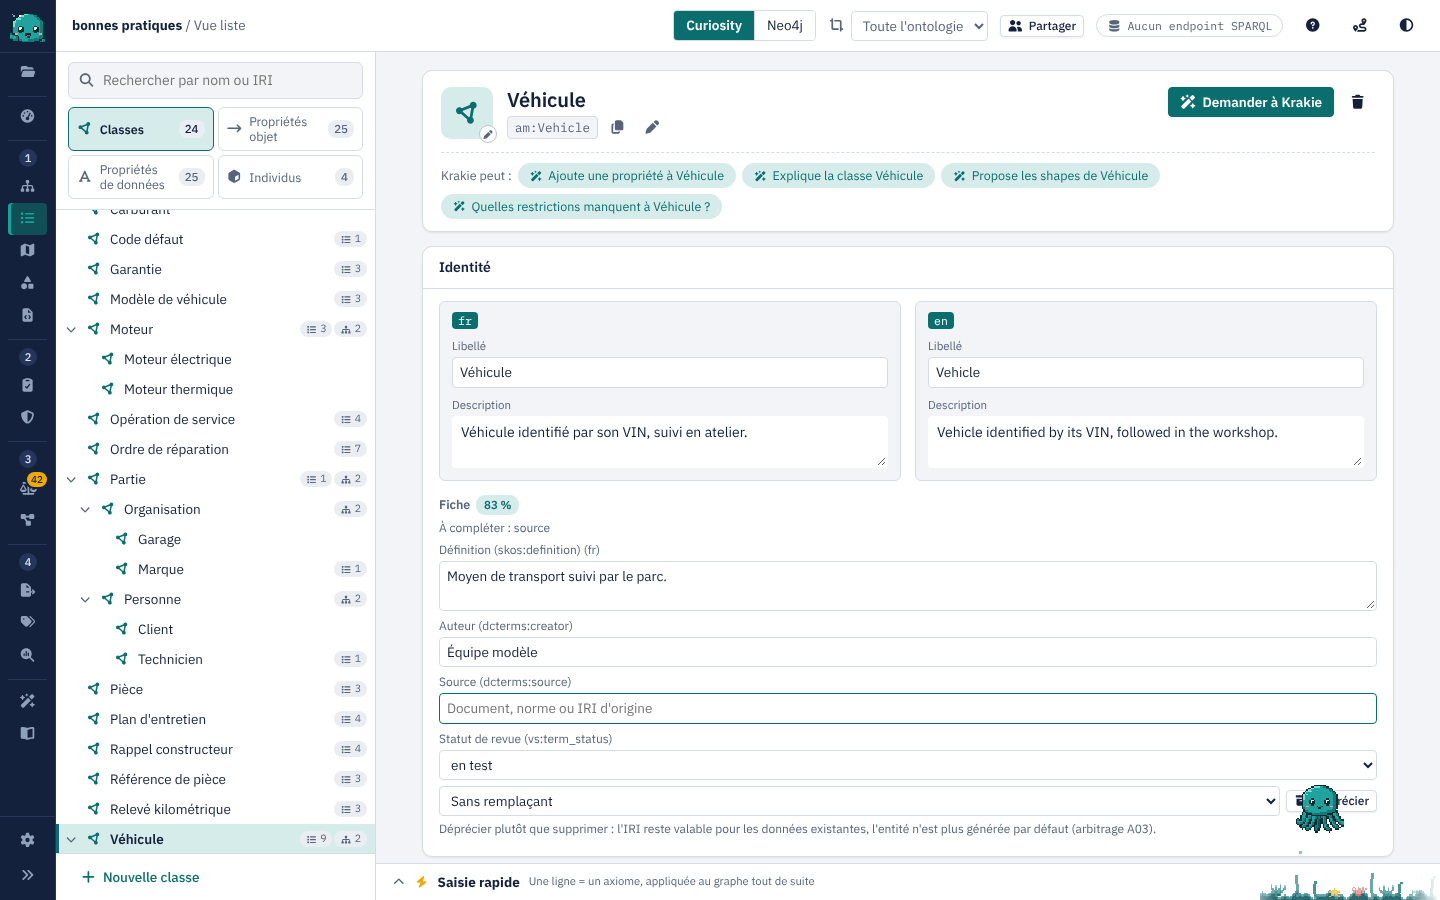 bonnes pratiques / Vue liste
Curiosity
Neo4j
Toute l'ontologie
Partager
Aucun endpoint SPARQL
Rechercher par nom ou IRI
Classes 24
Propriétés objet 25
Propriétés de données 25
Individus 4
1
2
3
42
4
Carburant
Code défaut 1
Garantie 3
Modèle de véhicule 3
Moteur 3 2
Moteur électrique
Moteur thermique
Opération de service 4
Ordre de réparation 7
Partie 1 2
Organisation 2
Garage
Marque 1
Personne 2
Client
Technicien 1
Pièce 3
Plan d'entretien 4
Rappel constructeur 4
Référence de pièce 3
Relevé kilométrique 3
Véhicule 9 2
Nouvelle classe
Véhicule
am:Vehicle
Demander à Krakie
Krakie peut :
Ajoute une propriété à Véhicule
Explique la classe Véhicule
Propose les shapes de Véhicule
Quelles restrictions manquent à Véhicule ?
Identité
fr
Libellé
Véhicule
Description
Véhicule identifié par son VIN, suivi en atelier.
en
Libellé
Vehicle
Description
Vehicle identified by its VIN, followed in the workshop.
Fiche 83 %
À compléter : source
Définition (skos:definition) (fr)
Moyen de transport suivi par le parc.
Auteur (dcterms:creator)
Équipe modèle
Source (dcterms:source)
Document, norme ou IRI d'origine
Statut de revue (vs:term_status)
en test
Sans remplaçant
Déprécier plutôt que supprimer : l'IRI reste valable pour les données existantes, l'entité n'est plus générée par défaut (arbitrage A03).
Saisie rapide
Une ligne = un axiome, appliquée au graphe tout de suite